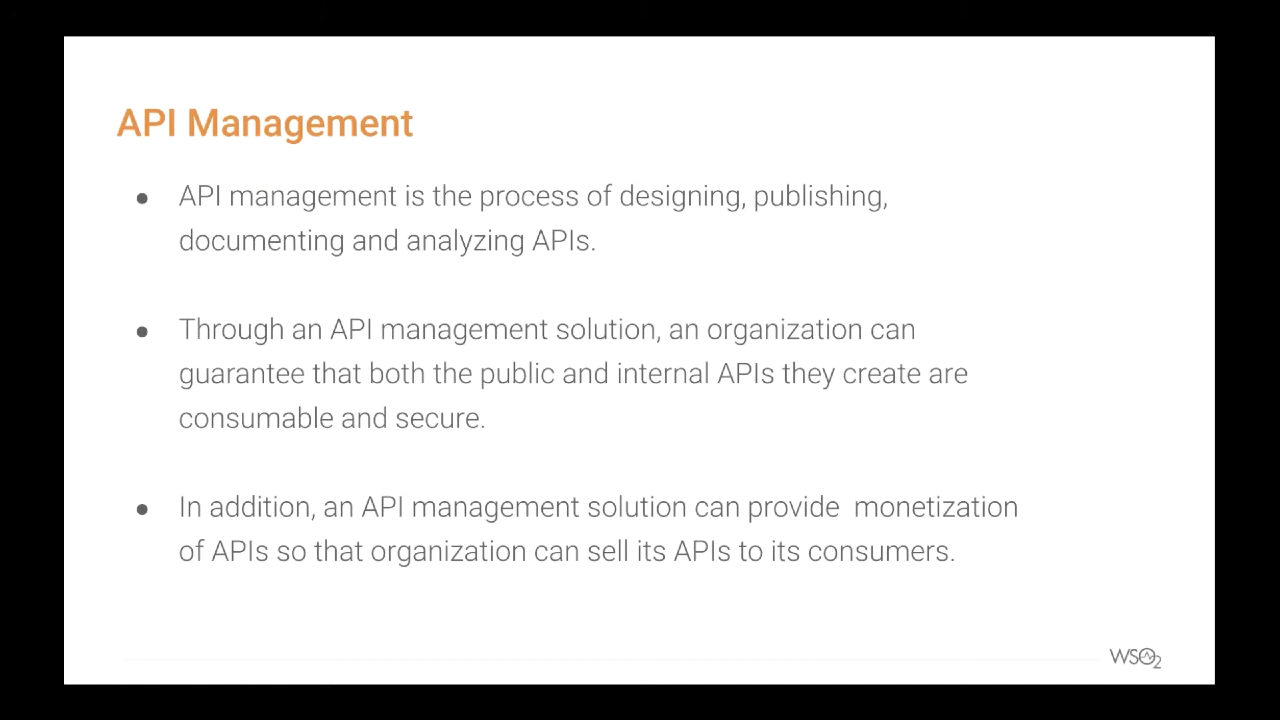 API Management
● API management is the process of designing, publishing,
documenting and analyzing APIs.
● Through an API management solution, an organization can
guarantee that both the public and internal APIs they create are
consumable and secure.
● In addition, an API management solution can provide  monetization
of APIs so that organization can sell its APIs to its consumers.
WSO2